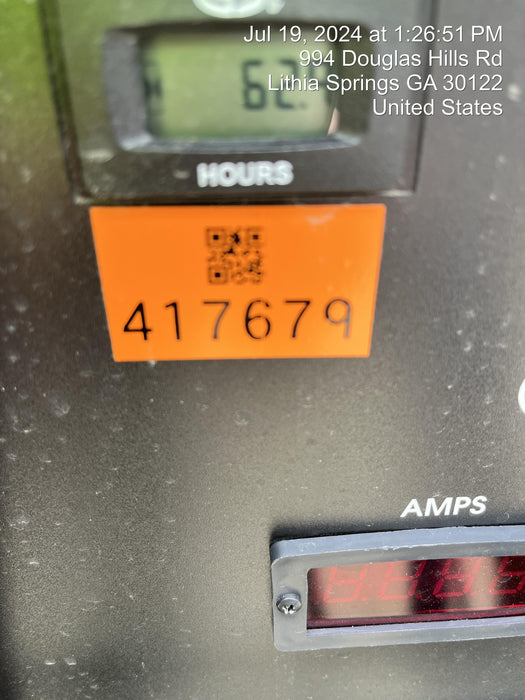 Jul 19, 2024 at 1:26:51 PM
994 Douglas Hills Rd
Lithia Springs GA 30122
United States
HOURS
417679
AMPS